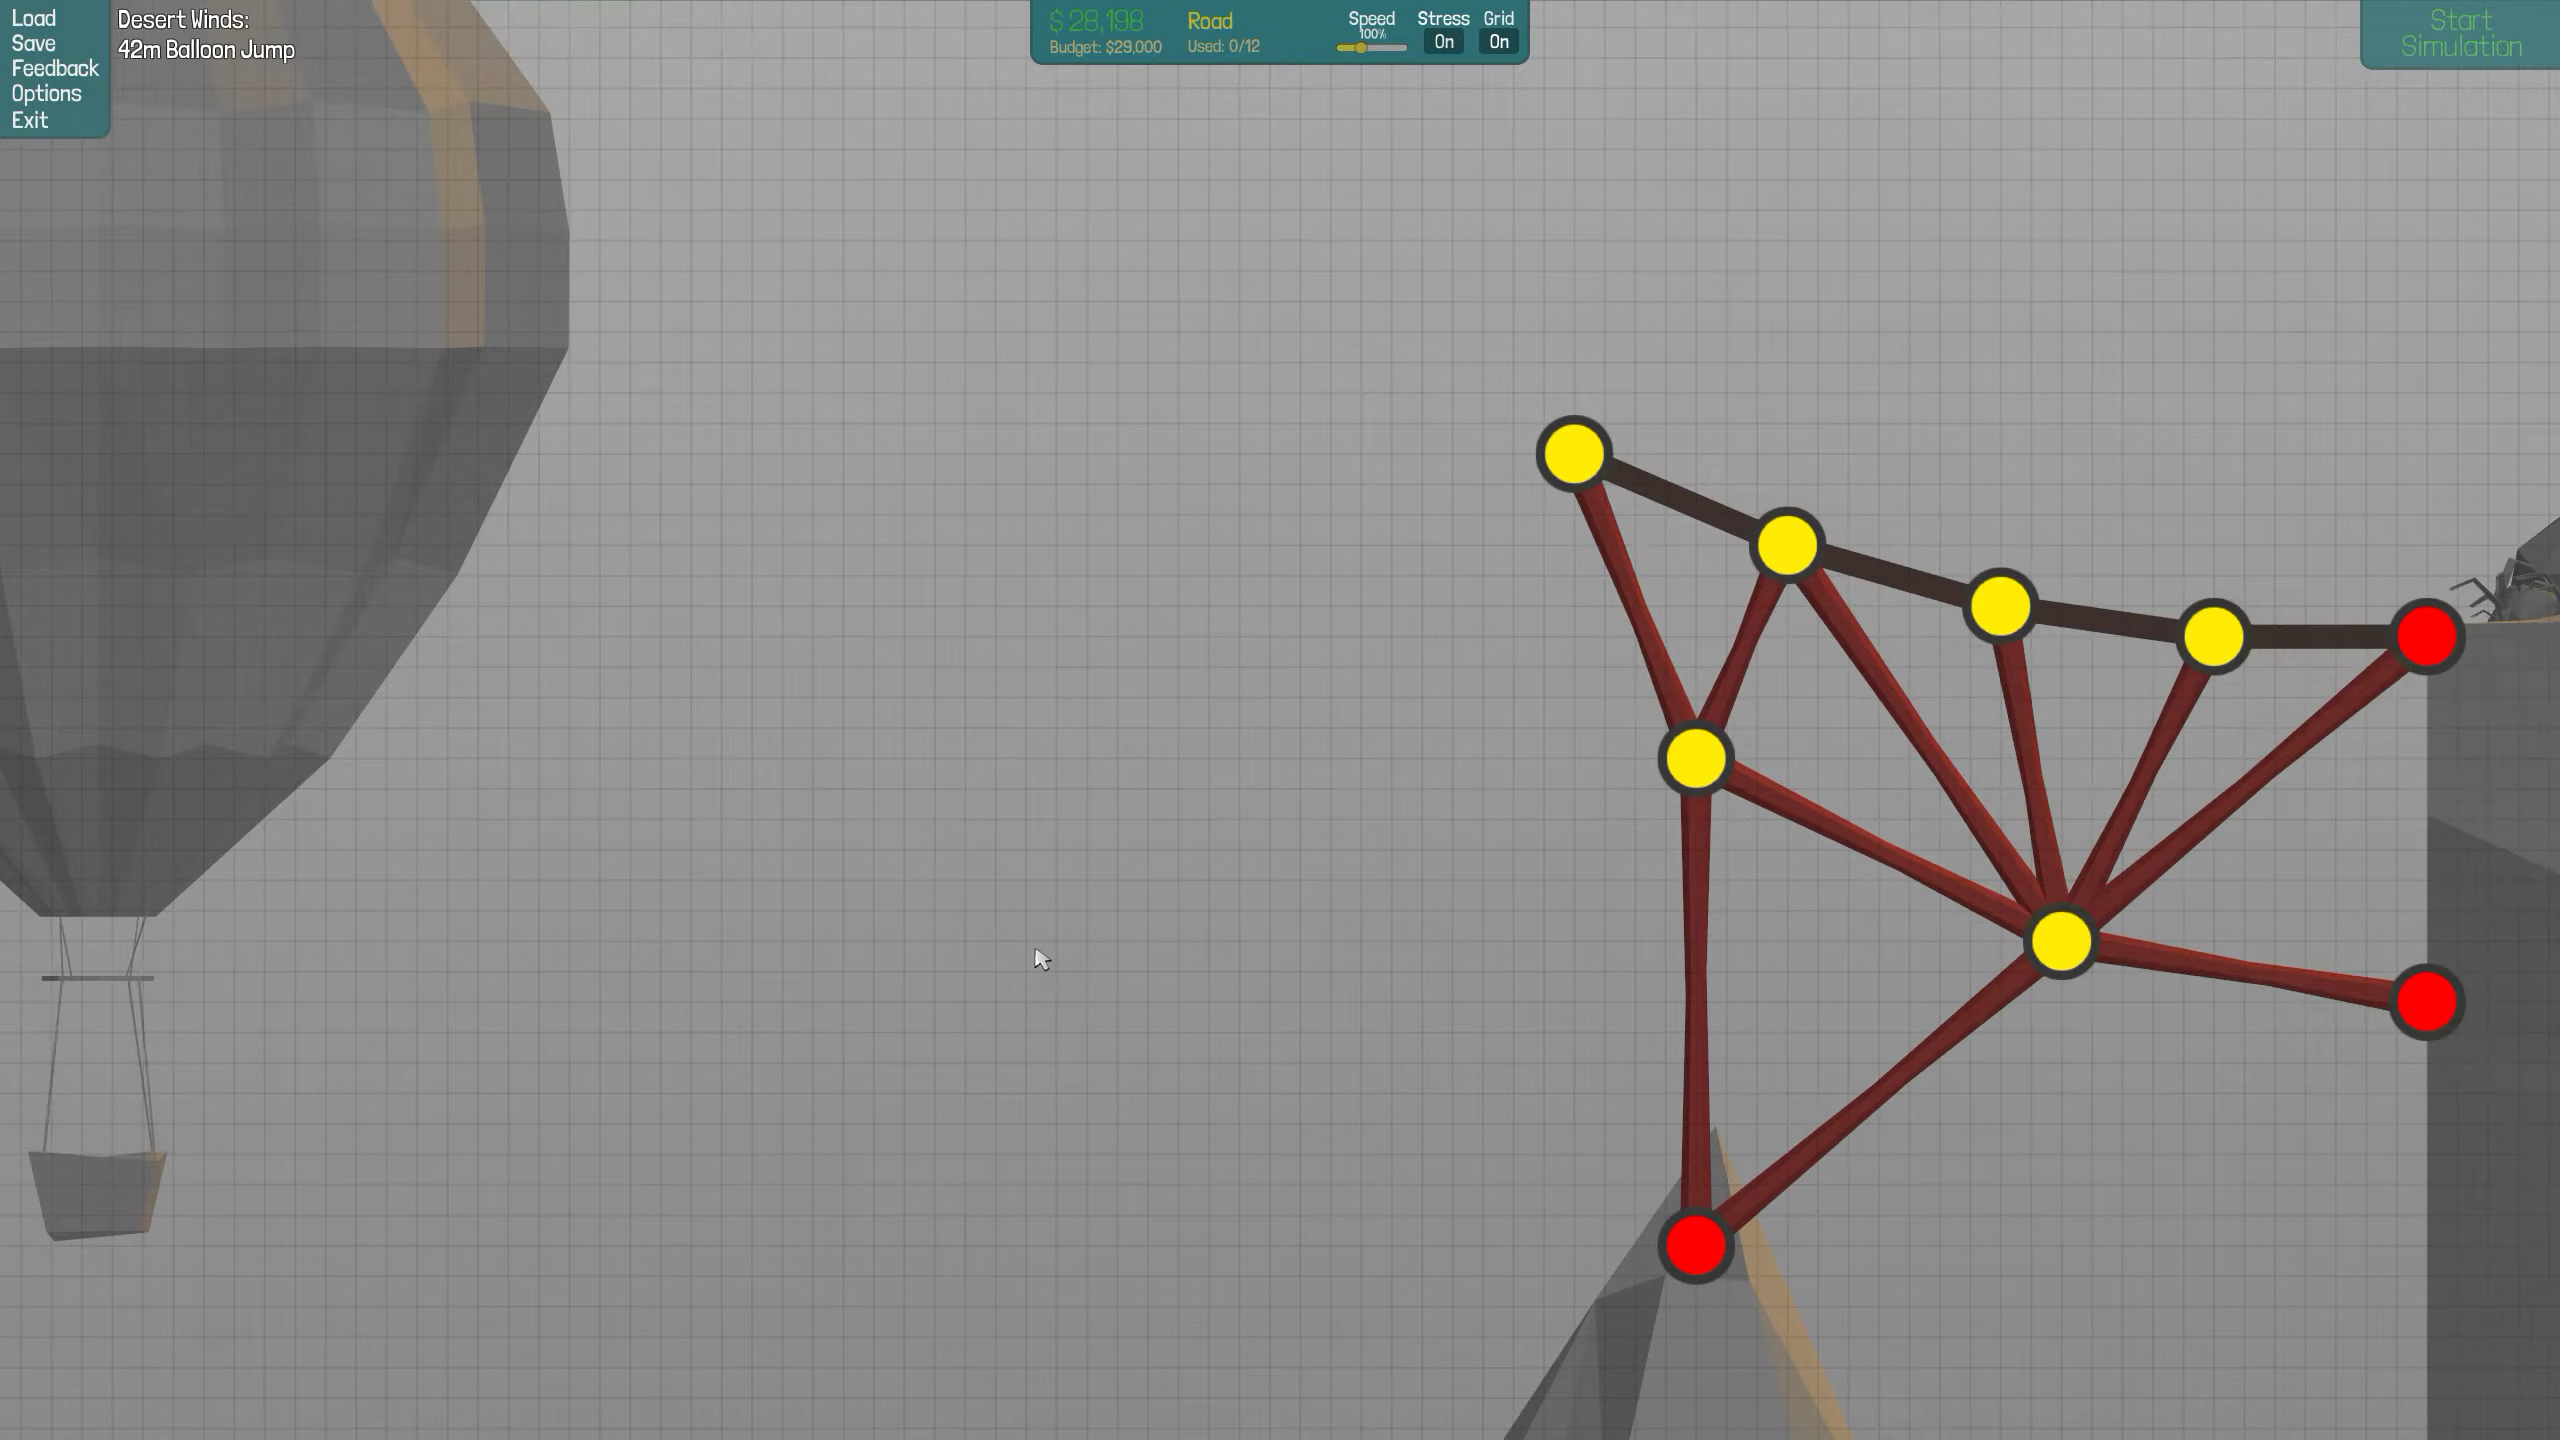 Load
Save
Feedback
Options
Exit
Desert Winds:
42m Balloon Jump
$ 28,198
Budget: $29,000
Road
Used: 0/12
Speed
100%
Stress
On
Grid
On
Start
Simulation